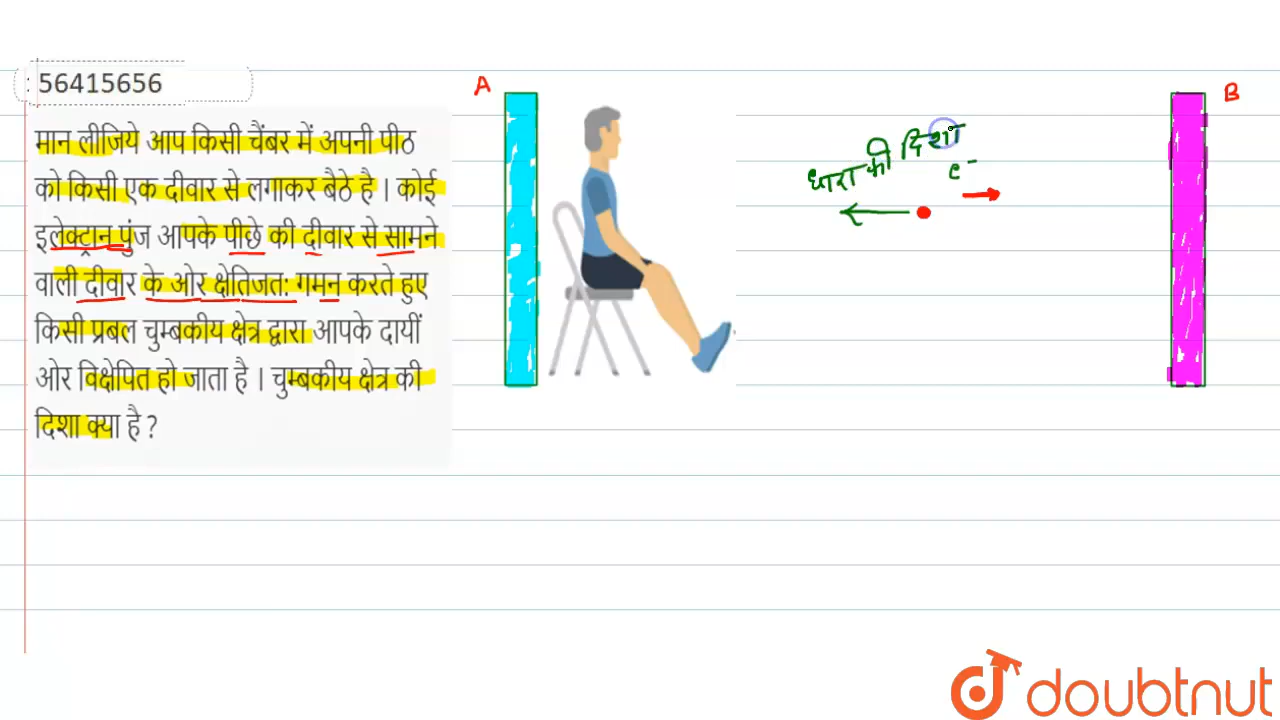 : 56415656
मान लीजिये आप किसी चैंबर में अपनी पीठ
को किसी एक दीवार से लगाकर बैठे है । कोई
इलेक्ट्रान पुंज आपके पीछे की दीवार से सामने
वाली दीवार के ओर क्षेतिजत: गमन करते हुए
किसी प्रबल चुम्बकीय क्षेत्र द्वारा आपके दायीं
ओर विक्षेपित हो जाता है । चुम्बकीय क्षेत्र की
दिशा क्या है ?
A
B
धारा की दिशा
e⁻
doubtnut